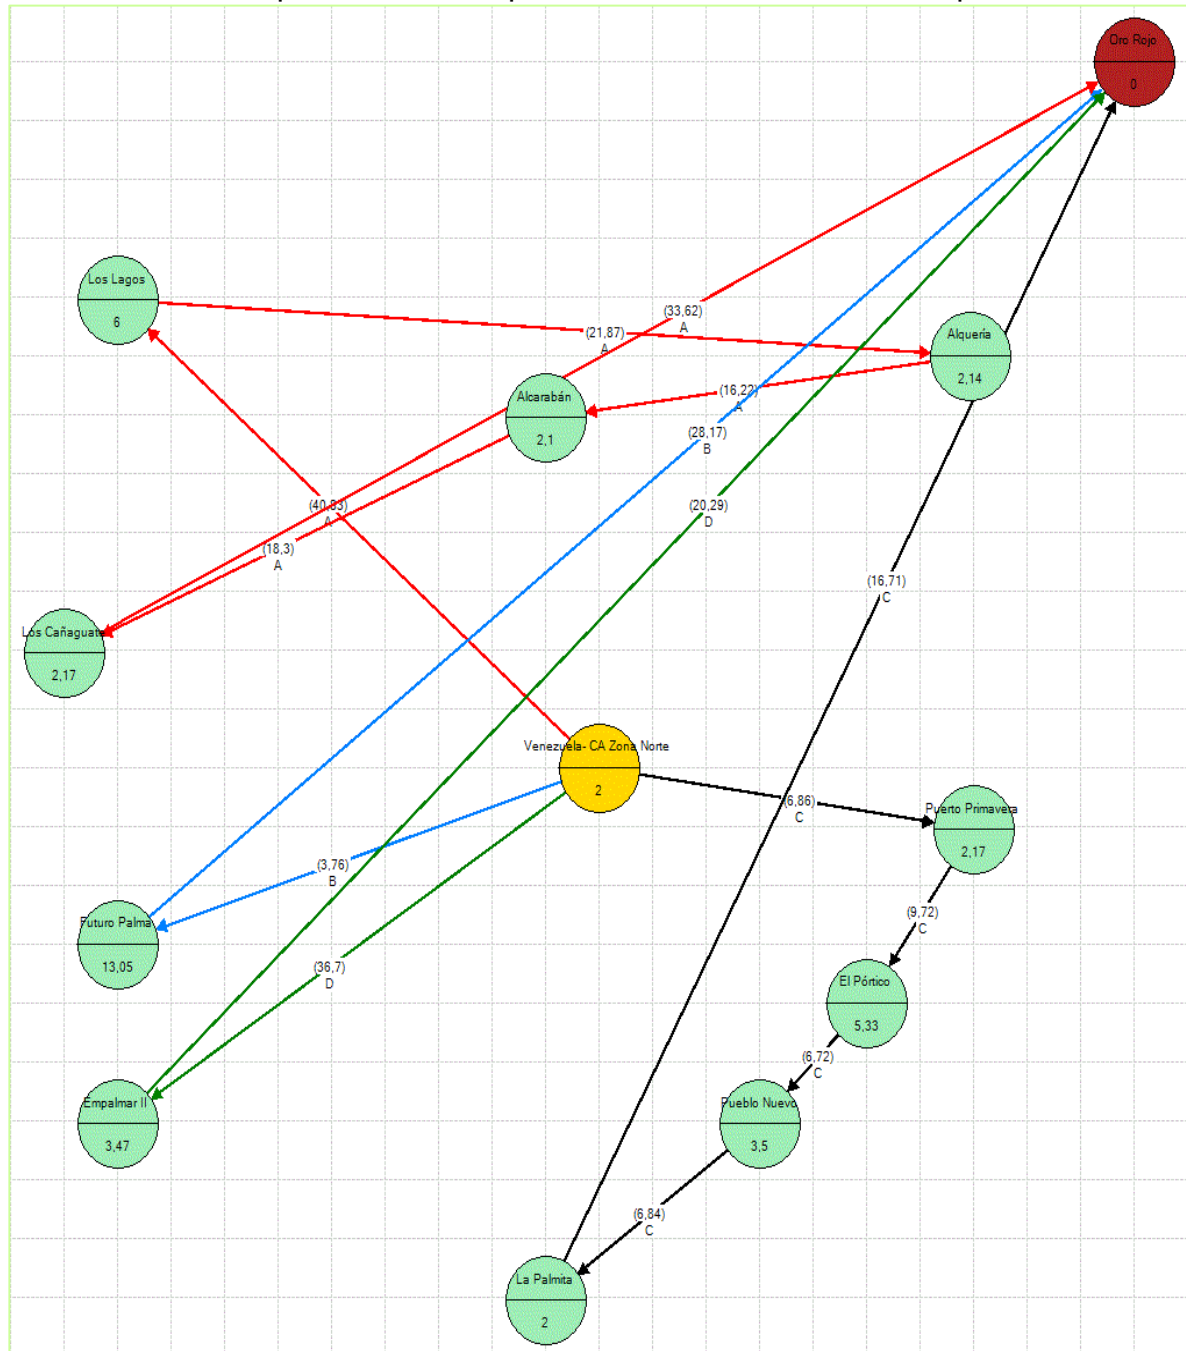 Oro Rojo
0
Los Lagos
6
(33,62)
A
(21,87)
A
Alquería
2,14
Alcarabán
2,1
(16,22)
A
(28,17)
B
(40,83)
A
(20,29)
D
(18,3)
A
(16,71)
C
Los Cañaguate
2,17
Venezuela- CA Zona Norte
2
(6,86)
C
Puerto Primavera
2,17
(3,76)
B
Futuro Palma
13,05
(9,72)
C
(36,7)
D
El Pórtico
5,33
(6,72)
C
Empalmar II
3,47
Pueblo Nuevo
3,5
(6,84)
C
La Palmita
2